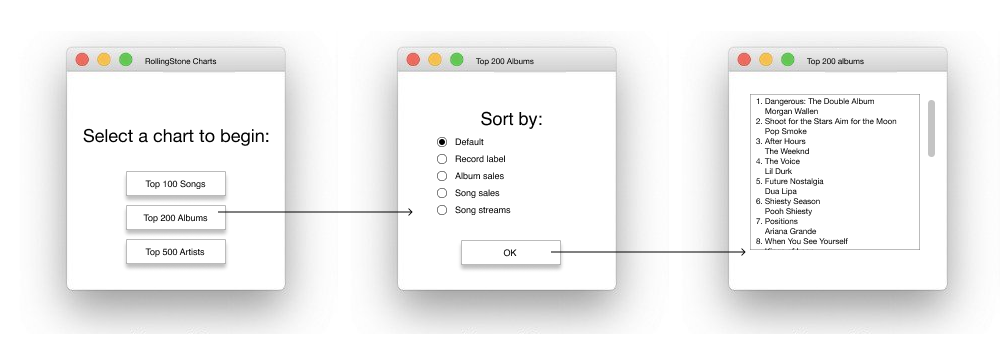 RollingStone Charts
Select a chart to begin:
Top 100 Songs
Top 200 Albums
Top 500 Artists
Top 200 Albums
Sort by:
Default
Record label
Album sales
Song sales
Song streams
OK
Top 200 albums
1. Dangerous: The Double Album
Morgan Wallen
2. Shoot for the Stars Aim for the Moon
Pop Smoke
3. After Hours
The Weeknd
4. The Voice
Lil Durk
5. Future Nostalgia
Dua Lipa
6. Shiesty Season
Pooh Shiesty
7. Positions
Ariana Grande
8. When You See Yourself